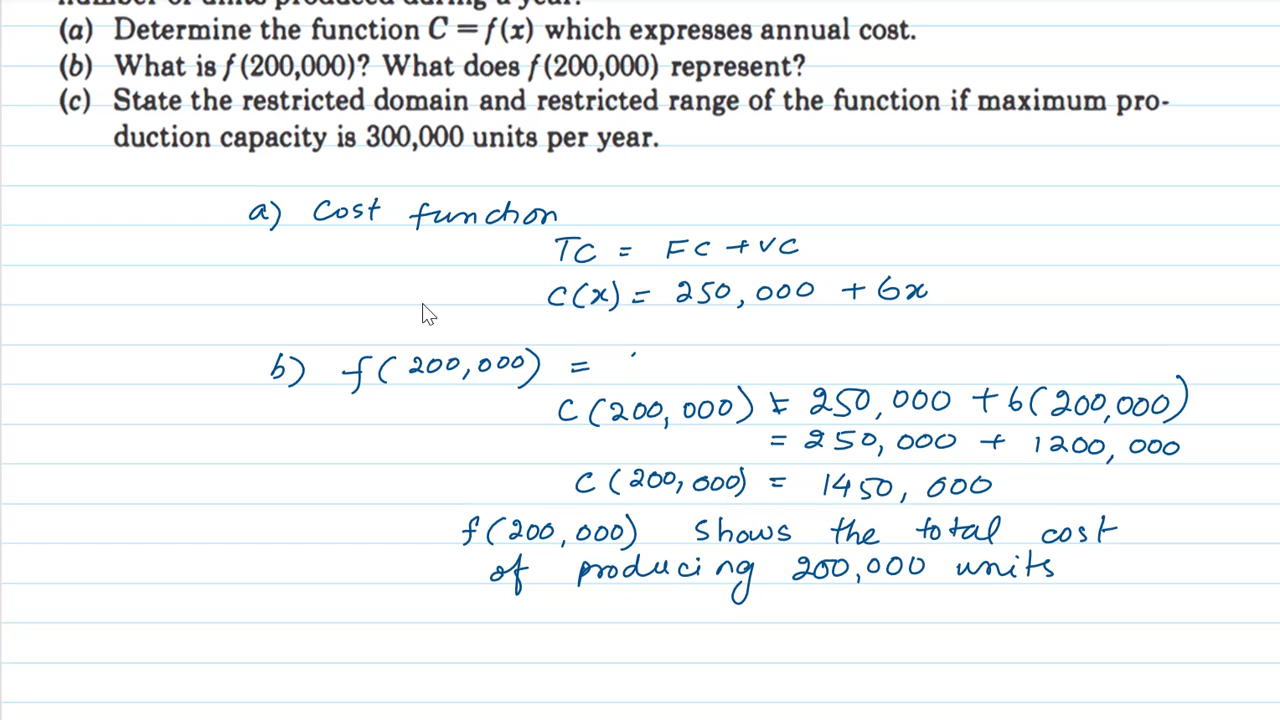 (a) Determine the function C = f(x) which expresses annual cost.
(b) What is f(200,000)? What does f(200,000) represent?
(c) State the restricted domain and restricted range of the function if maximum pro-
duction capacity is 300,000 units per year.
a) Cost function
TC = FC + VC
C(x) = 250,000 + 6x
b) f(200,000) =
C(200,000) = 250,000 + 6(200,000)
= 250,000 + 1200,000
C(200,000) = 1450,000
f(200,000) shows the total cost
of producing 200,000 units